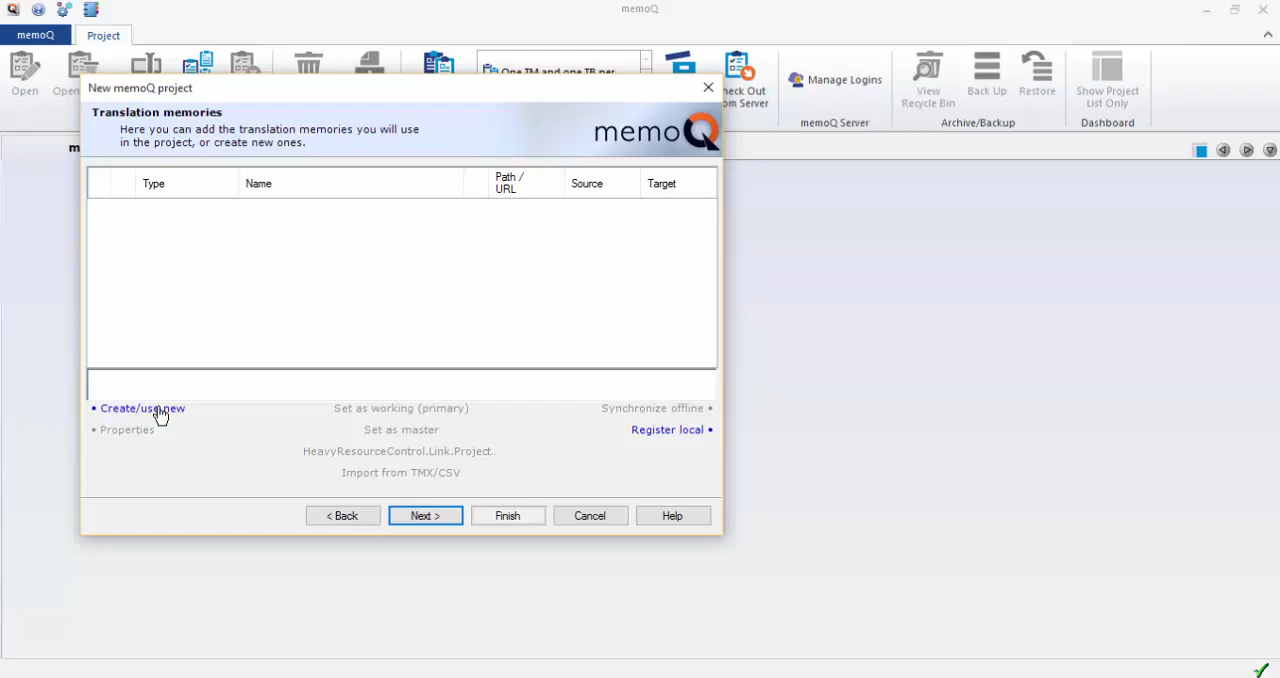 memoQ
memoQ
Project
Open
Open
One TM and one TB per
heck Out
om Server
Manage Logins
memoQ Server
View
Recycle Bin
Back Up
Restore
Archive/Backup
Show Project
List Only
Dashboard
m
New memoQ project
Translation memories
Here you can add the translation memories you will use
in the project, or create new ones.
memoQ
Type
Name
Path /
URL
Source
Target
• Create/use new
Set as working (primary)
Synchronize offline •
• Properties
Set as master
Register local •
HeavyResourceControl.Link.Project...
Import from TMX/CSV
< Back
Next >
Finish
Cancel
Help